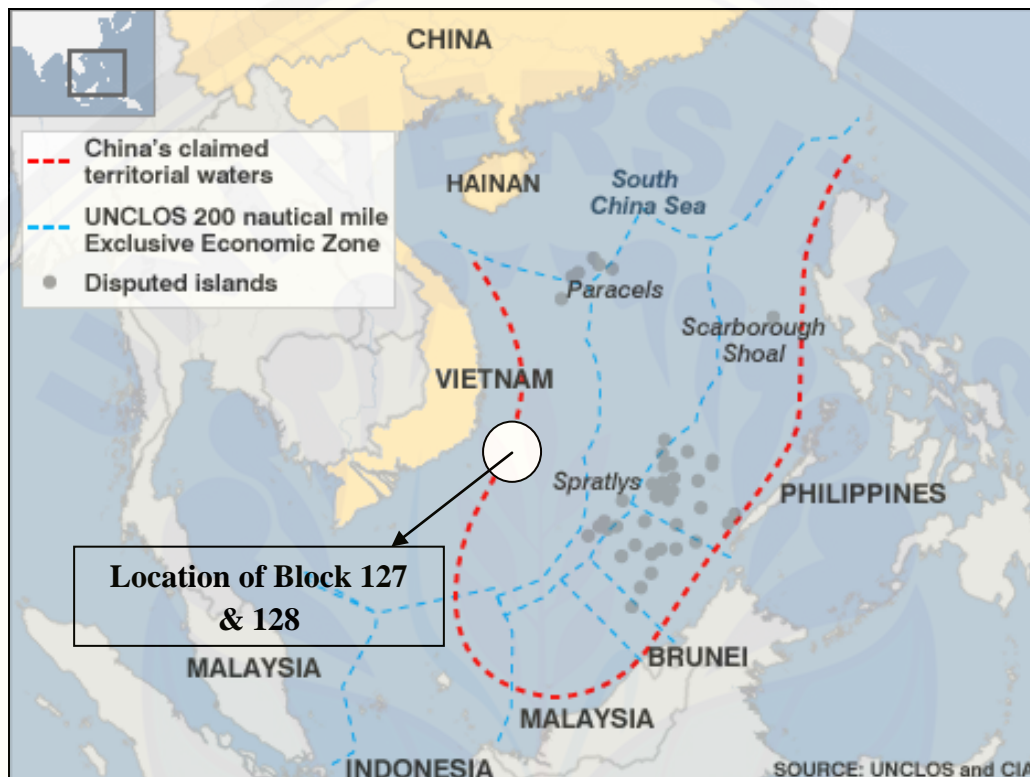 CHINA
China's claimed
territorial waters
UNCLOS 200 nautical mile
Exclusive Economic Zone
Disputed islands
HAINAN
South
China Sea
Paracels
Scarborough
Shoal
VIETNAM
Spratlys
PHILIPPINES
Location of Block 127
& 128
MALAYSIA
BRUNEI
MALAYSIA
INDONESIA
SOURCE: UNCLOS and CIA
UNIVERSITAS